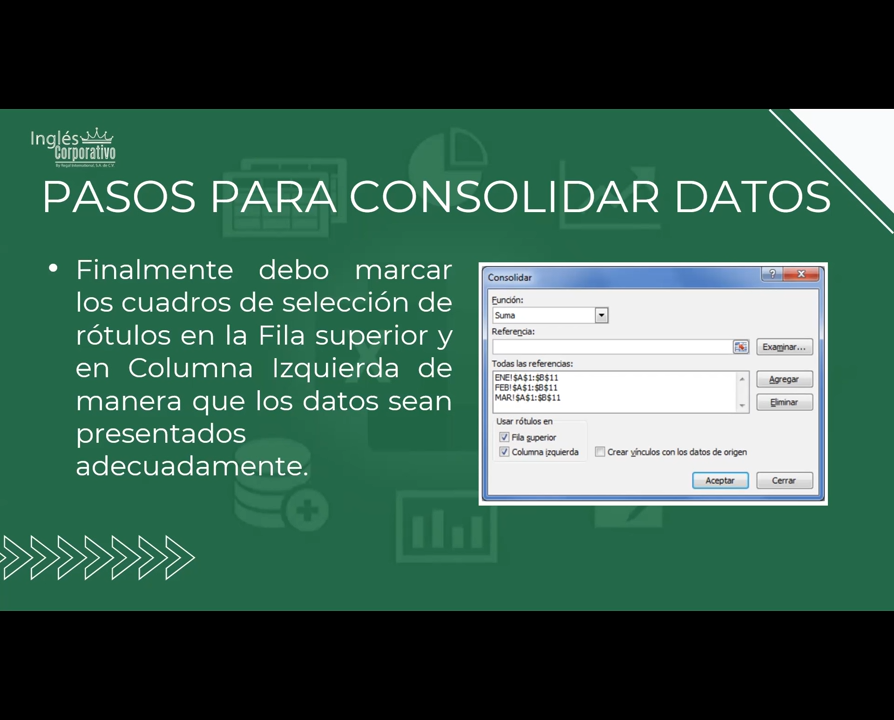 Inglés
Corporativo
PASOS PARA CONSOLIDAR DATOS
• Finalmente debo marcar
los cuadros de selección de
rótulos en la Fila superior y
en Columna Izquierda de
manera que los datos sean
presentados
adecuadamente.
Consolidar
Función:
Suma
Referencia:
Examinar...
Todas las referencias:
ENE!$A$1:$B$11
FEB!$A$1:$B$11
MAR!$A$1:$B$11
Agregar
Eliminar
Usar rótulos en
Fila superior
Columna izquierda
Crear vínculos con los datos de origen
Aceptar
Cerrar